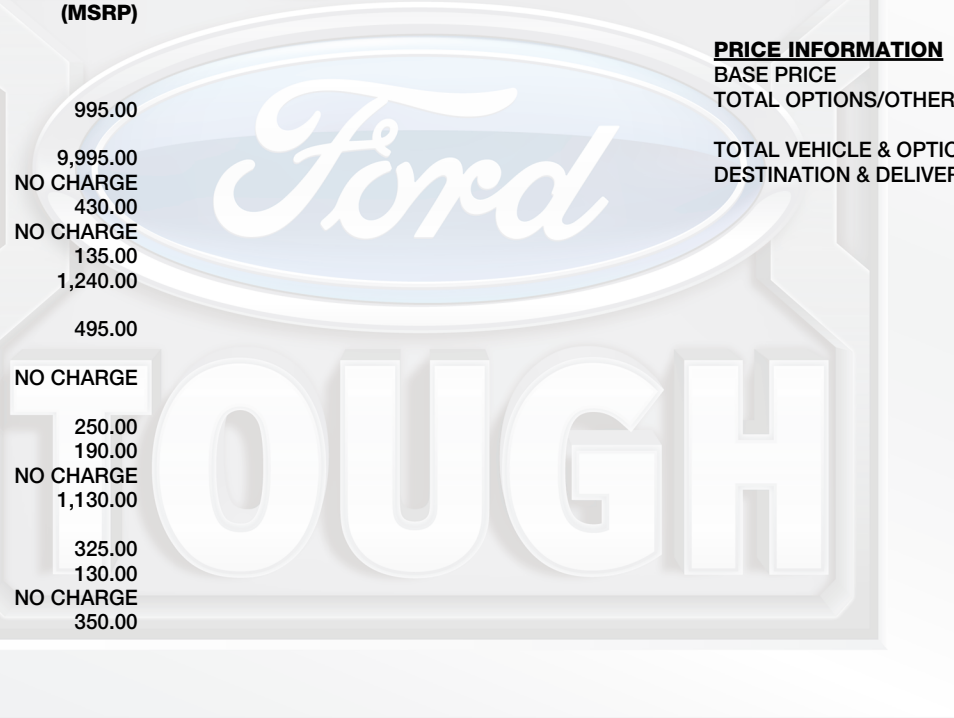 (MSRP)
995.00
9,995.00
NO CHARGE
430.00
NO CHARGE
135.00
1,240.00
495.00
NO CHARGE
250.00
190.00
NO CHARGE
1,130.00
325.00
130.00
NO CHARGE
350.00
PRICE INFORMATION
BASE PRICE
TOTAL OPTIONS/OTHER
TOTAL VEHICLE & OPTIO
DESTINATION & DELIVER
Ford
TOUGH